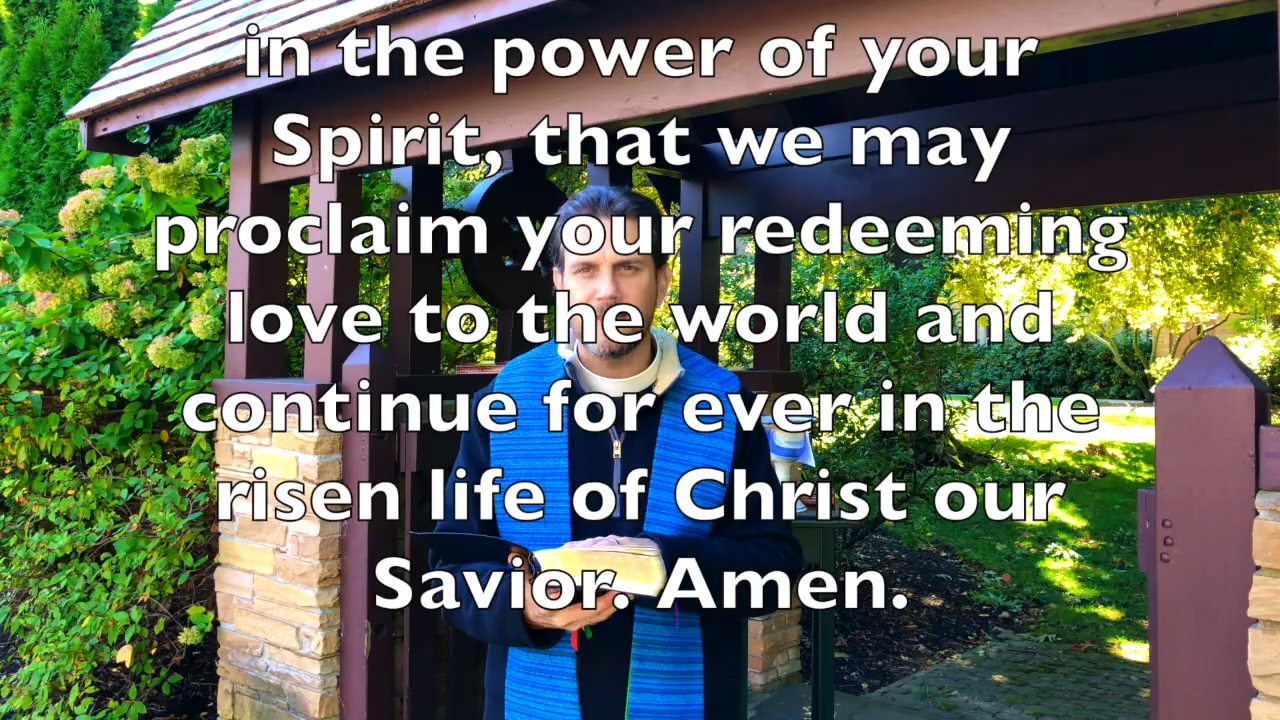 in the power of your
Spirit, that we may
proclaim your redeeming
love to the world and
continue for ever in the
risen life of Christ our
Savior. Amen.